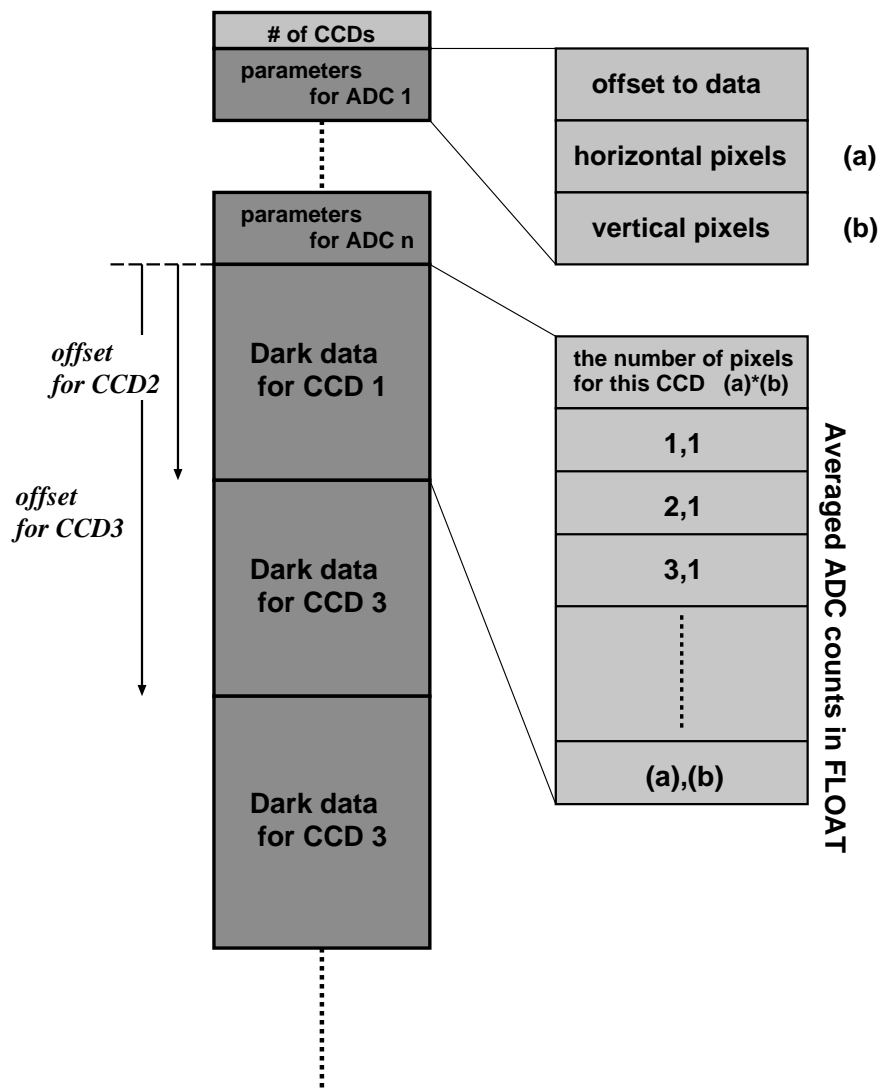 # of CCDs
parameters
for ADC 1
parameters
for ADC n
offset to data
horizontal pixels (a)
vertical pixels (b)
offset
for CCD2
offset
for CCD3
Dark data
for CCD 1
Dark data
for CCD 3
Dark data
for CCD 3
the number of pixels
for this CCD (a)*(b)
1,1
2,1
3,1
(a),(b)
Averaged ADC counts in FLOAT